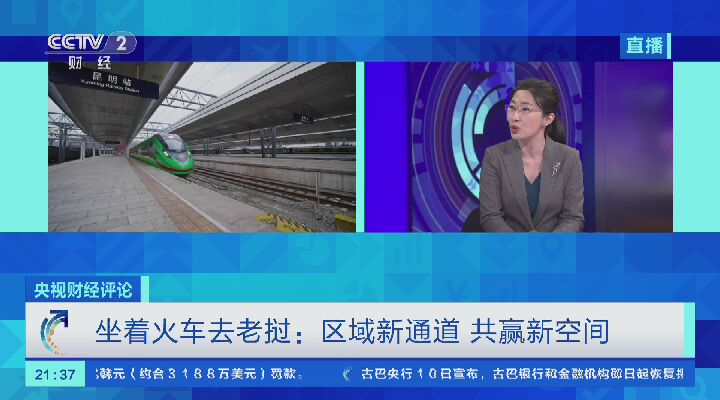 CCTV 2
财经
直播
昆明站
Kunming Railway Station
央视财经评论
坐着火车去老挝：区域新通道 共赢新空间
21:37
韩元（约合３１８８万美元）罚款。 古巴央行１０日宣布，古巴银行和金融机构即日起恢复